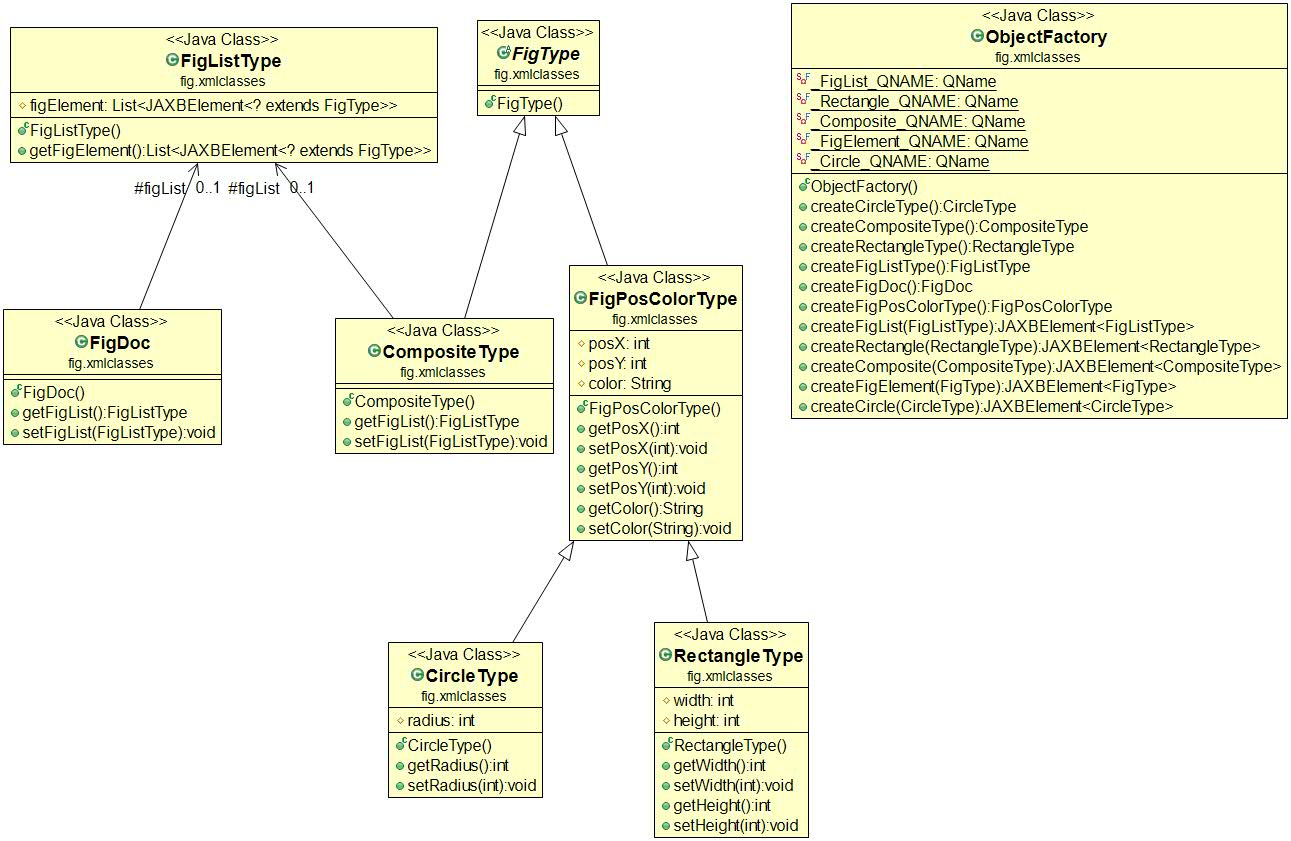 <<Java Class>>
FigListType
fig.xmlclasses
figElement: List<JAXBElement<? extends FigType>>
FigListType()
getFigElement():List<JAXBElement<? extends FigType>>
<<Java Class>>
FigType
fig.xmlclasses
FigType()
<<Java Class>>
ObjectFactory
fig.xmlclasses
_FigList_QNAME: QName
_Rectangle_QNAME: QName
_Composite_QNAME: QName
_FigElement_QNAME: QName
_Circle_QNAME: QName
ObjectFactory()
createCircleType():CircleType
createCompositeType():CompositeType
createRectangleType():RectangleType
createFigListType():FigListType
createFigDoc():FigDoc
createFigPosColorType():FigPosColorType
createFigList(FigListType):JAXBElement<FigListType>
createRectangle(RectangleType):JAXBElement<RectangleType>
createComposite(CompositeType):JAXBElement<CompositeType>
createFigElement(FigType):JAXBElement<FigType>
createCircle(CircleType):JAXBElement<CircleType>
#figList 0..1 #figList 0..1
<<Java Class>>
FigDoc
fig.xmlclasses
FigDoc()
getFigList():FigListType
setFigList(FigListType):void
<<Java Class>>
CompositeType
fig.xmlclasses
CompositeType()
getFigList():FigListType
setFigList(FigListType):void
<<Java Class>>
FigPosColorType
fig.xmlclasses
posX: int
posY: int
color: String
FigPosColorType()
getPosX():int
setPosX(int):void
getPosY():int
setPosY(int):void
getColor():String
setColor(String):void
<<Java Class>>
CircleType
fig.xmlclasses
radius: int
CircleType()
getRadius():int
setRadius(int):void
<<Java Class>>
RectangleType
fig.xmlclasses
width: int
height: int
RectangleType()
getWidth():int
setWidth(int):void
getHeight():int
setHeight(int):void